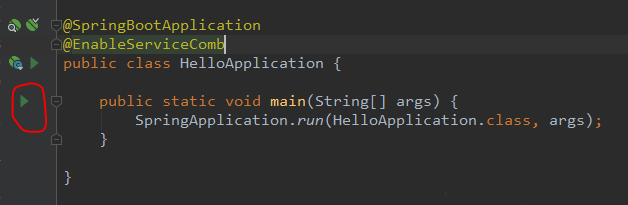 @SpringBootApplication
@EnableServiceComb
public class HelloApplication {
public static void main(String[] args) {
SpringApplication.run(HelloApplication.class, args);
}
}